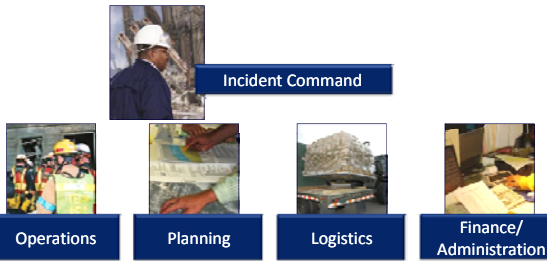 Incident Command
Operations
Planning
Logistics
Finance/
Administration